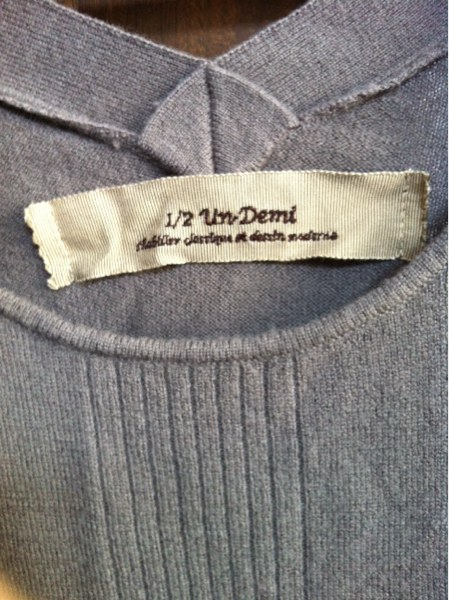 1/2 Un-Demi
Habiller classique et dessin moderne